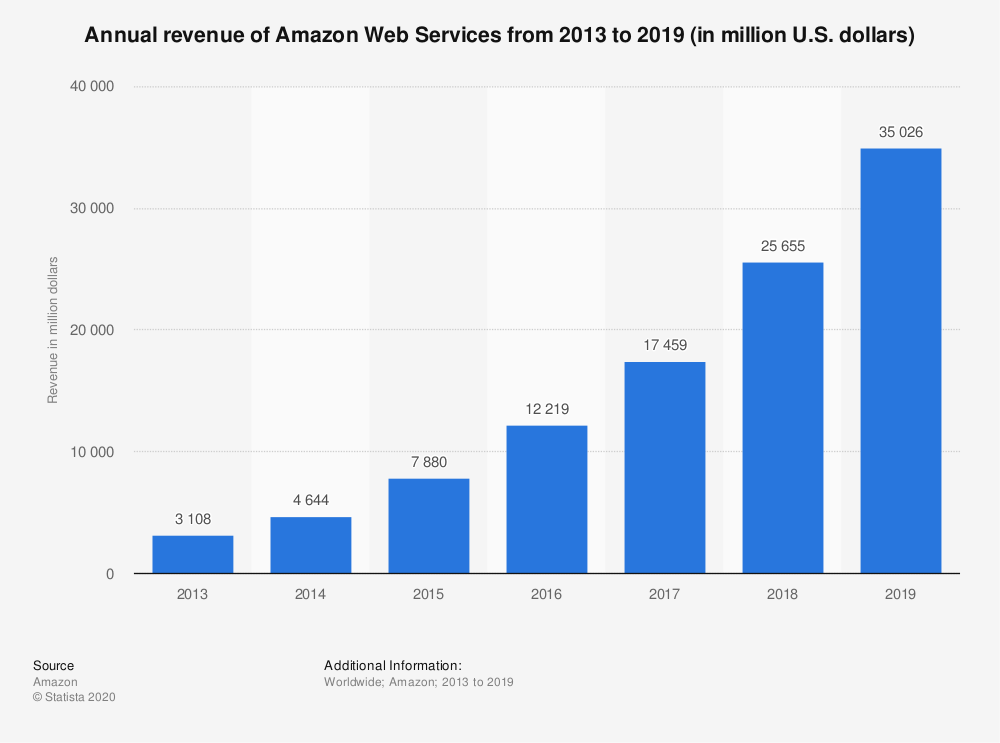 Annual revenue of Amazon Web Services from 2013 to 2019 (in million U.S. dollars)
40 000
30 000
20 000
10 000
0
Revenue in million dollars
3 108
4 644
7 880
12 219
17 459
25 655
35 026
2013
2014
2015
2016
2017
2018
2019
Source
Amazon
© Statista 2020
Additional Information:
Worldwide; Amazon; 2013 to 2019